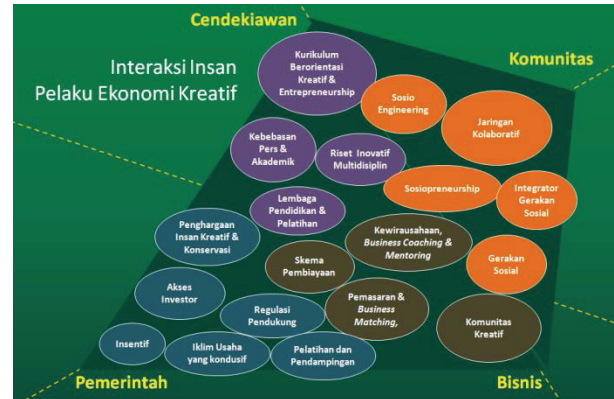 Cendekiawan
Komunitas
Interaksi Insan
Pelaku Ekonomi Kreatif
Kurikulum
Berorientasi
Kreatif &
Entrepreneurship
Sosio
Engineering
Jaringan
Kolaboratif
Kebebasan
Pers &
Akademik
Riset Inovatif
Multidisiplin
Sosiopreneurship
Integrator
Gerakan
Sosial
Lembaga
Pendidikan &
Pelatihan
Penghargaan
Insan Kreatif &
Konservasi
Kewirausahaan,
Business Coaching &
Mentoring
Skema
Pembiayaan
Gerakan
Sosial
Akses
Investor
Regulasi
Pendukung
Pemasaran &
Business
Matching,
Komunitas
Kreatif
Insentif
Iklim Usaha
yang kondusif
Pelatihan dan
Pendampingan
Pemerintah
Bisnis